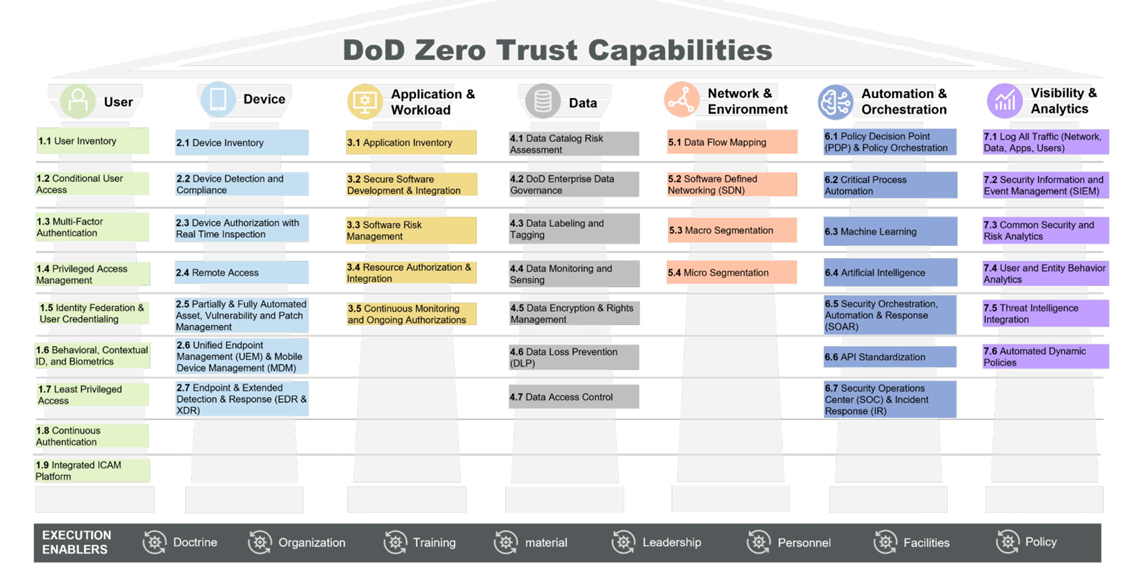 DoD Zero Trust Capabilities
User
1.1 User Inventory
1.2 Conditional User
Access
1.3 Multi-Factor
Authentication
1.4 Privileged Access
Management
1.5 Identity Federation &
User Credentialing
1.6 Behavioral, Contextual
ID, and Biometrics
1.7 Least Privileged
Access
1.8 Continuous
Authentication
1.9 Integrated ICAM
Platform
Device
2.1 Device Inventory
2.2 Device Detection and
Compliance
2.3 Device Authorization with
Real Time Inspection
2.4 Remote Access
2.5 Partially & Fully Automated
Asset, Vulnerability and Patch
Management
2.6 Unified Endpoint
Management (UEM) & Mobile
Device Management (MDM)
2.7 Endpoint & Extended
Detection & Response (EDR &
XDR)
Application &
Workload
3.1 Application Inventory
3.2 Secure Software
Development & Integration
3.3 Software Risk
Management
3.4 Resource Authorization &
Integration
3.5 Continuous Monitoring
and Ongoing Authorizations
Data
4.1 Data Catalog Risk
Assessment
4.2 DoD Enterprise Data
Governance
4.3 Data Labeling and
Tagging
4.4 Data Monitoring and
Sensing
4.5 Data Encryption & Rights
Management
4.6 Data Loss Prevention
(DLP)
4.7 Data Access Control
Network &
Environment
5.1 Data Flow Mapping
5.2 Software Defined
Networking (SDN)
5.3 Macro Segmentation
5.4 Micro Segmentation
Automation &
Orchestration
6.1 Policy Decision Point
(PDP) & Policy Orchestration
6.2 Critical Process
Automation
6.3 Machine Learning
6.4 Artificial Intelligence
6.5 Security Orchestration,
Automation & Response
(SOAR)
6.6 API Standardization
6.7 Security Operations
Center (SOC) & Incident
Response (IR)
Visibility &
Analytics
7.1 Log All Traffic (Network,
Data, Apps, Users)
7.2 Security Information and
Event Management (SIEM)
7.3 Common Security and
Risk Analytics
7.4 User and Entity Behavior
Analytics
7.5 Threat Intelligence
Integration
7.6 Automated Dynamic
Policies
EXECUTION
ENABLERS
Doctrine
Organization
Training
material
Leadership
Personnel
Facilities
Policy